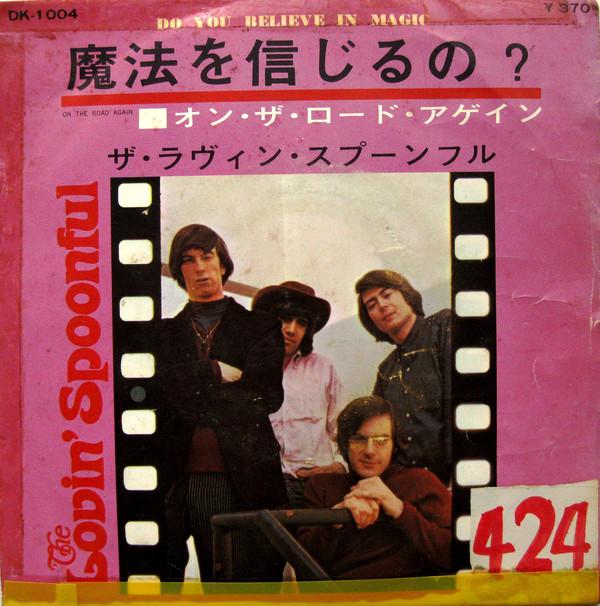 DK-1004
DO YOU BELIEVE IN MAGIC
¥370
魔法を信じるの?
ON THE ROAD AGAIN
オン・ザ・ロード・アゲイン
ザ・ラヴィン・スプーンフル
The Lovin' Spoonful
424